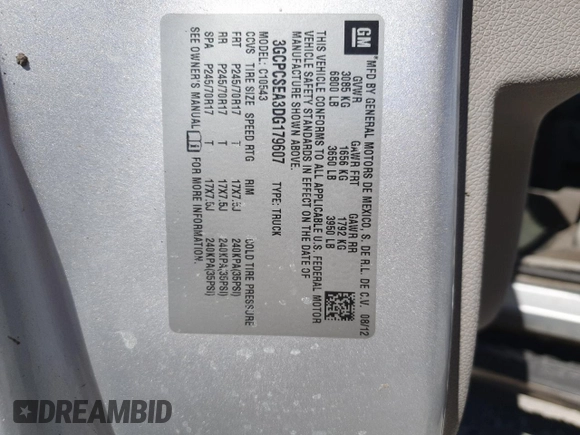 GM
MFD BY GENERAL MOTORS DE MEXICO, S. DE R.L. DE C.V. 08/12
GVWR GAWR FRT GAWR RR
3085 KG 1656 KG 1792 KG
6800 LB 3650 LB 3950 LB
THIS VEHICLE CONFORMS TO ALL APPLICABLE U.S. FEDERAL MOTOR
VEHICLE SAFETY STANDARDS IN EFFECT ON THE DATE OF
MANUFACTURE SHOWN ABOVE.
3GCPCSEA3DG179607 TYPE: TRUCK
MODEL: C10543
CCVS TIRE SIZE SPEED RTG RIM COLD TIRE PRESSURE
FRT P245/70R17 T 17X7.5J 240KPA(35PSI)
RR P245/70R17 T 17X7.5J 240KPA(35PSI)
SPA P245/70R17 T 17X7.5J 240KPA(35PSI)
SEE OWNER'S MANUAL FOR MORE INFORMATION
DREAMBID